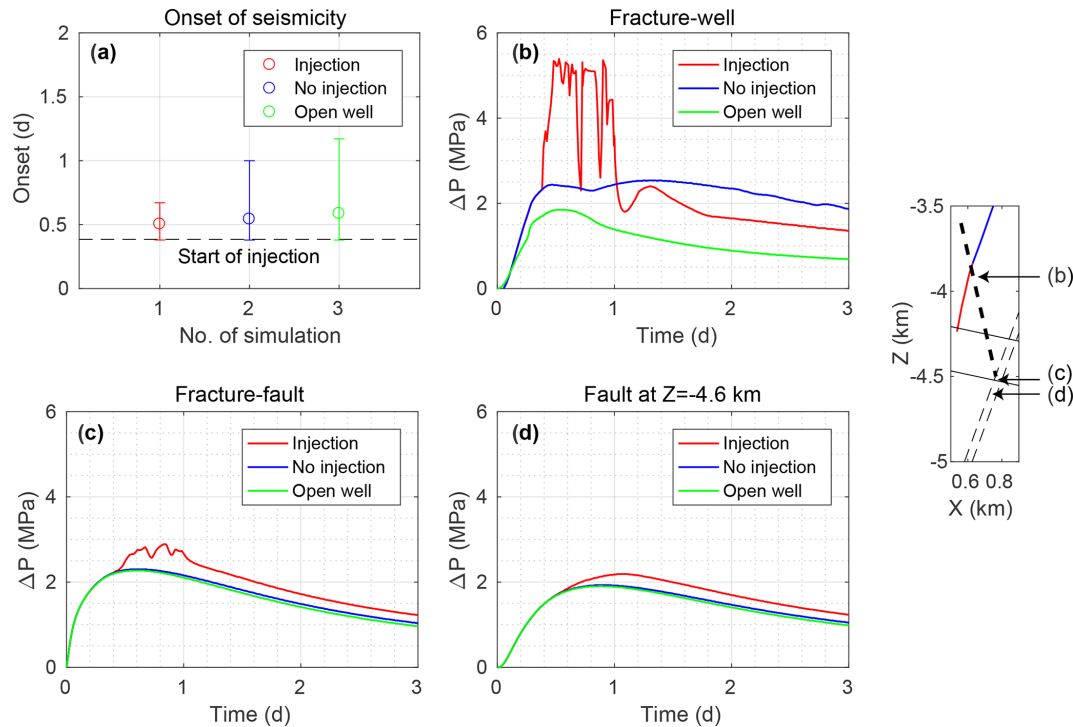 Onset of seismicity
(a)
Injection
No injection
Open well
Start of injection
Onset (d)
0
0.5
1
1.5
2
1
2
3
No. of simulation
Fracture-well
(b)
Injection
No injection
Open well
ΔP (MPa)
0
2
4
6
0
1
2
3
Time (d)
Fracture-fault
(c)
Injection
No injection
Open well
ΔP (MPa)
0
2
4
6
0
1
2
3
Time (d)
Fault at Z=-4.6 km
(d)
Injection
No injection
Open well
ΔP (MPa)
0
2
4
6
0
1
2
3
Time (d)
-3.5
-4
-4.5
-5
Z (km)
0.6 0.8
X (km)
(b)
(c)
(d)